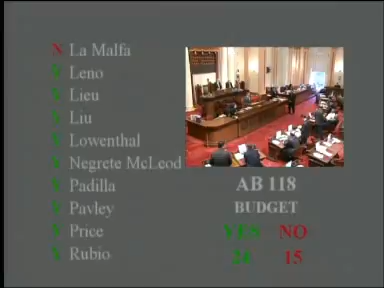 N La Malfa
Y Leno
Y Lieu
Y Liu
Y Lowenthal
Y Negrete McLeod
Y Padilla
Y Pavley
Y Price
Y Rubio
AB 118
BUDGET
YES NO
24 15